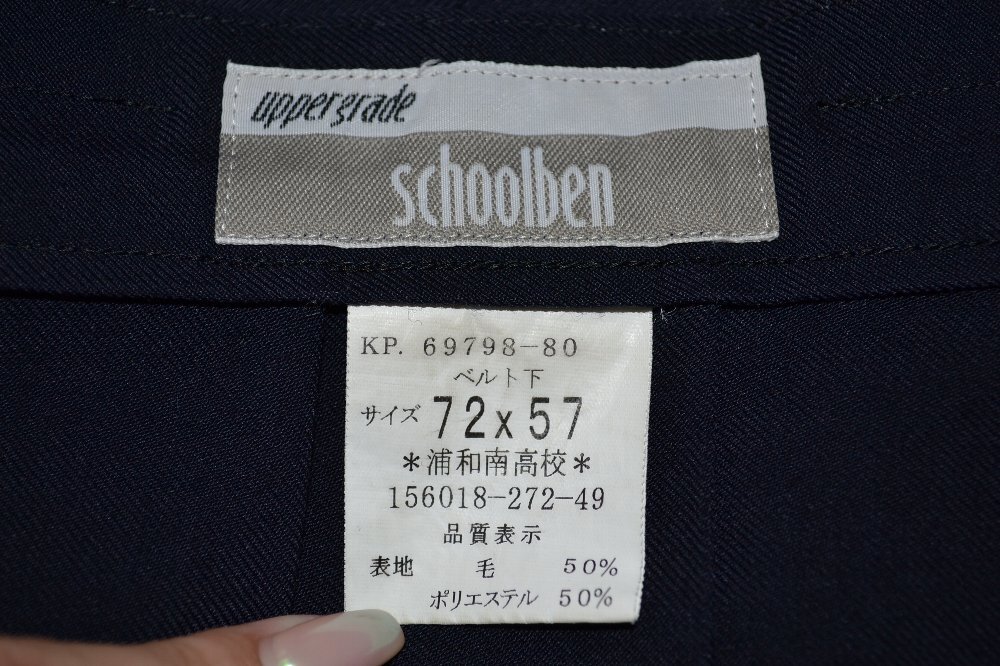 uppergrade
schoolben
KP. 69798-80
ベルト下
サイズ 72x57
*浦和南高校*
156018-272-49
品質表示
表地 毛 50%
ポリエステル 50%